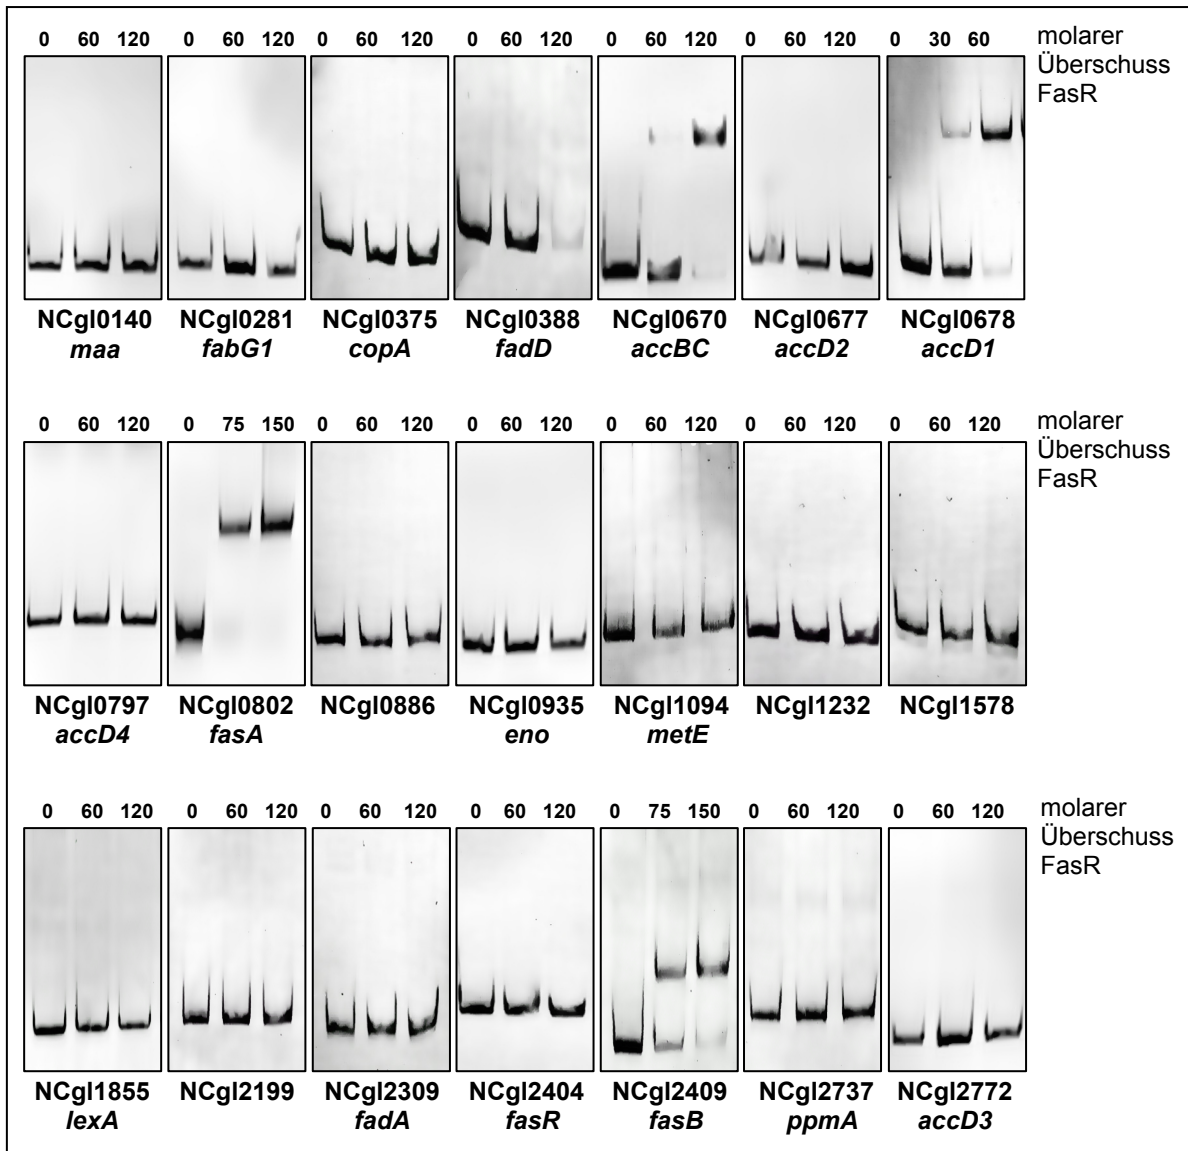 0 60 120 0 60 120 0 60 120 0 60 120 0 60 120 0 60 120 0 30 60 molarer
Überschuss
FasR
NCgl0140 NCgl0281 NCgl0375 NCgl0388 NCgl0670 NCgl0677 NCgl0678
maa fabG1 copA fadD accBC accD2 accD1
0 60 120 0 75 150 0 60 120 0 60 120 0 60 120 0 60 120 0 60 120 molarer
Überschuss
FasR
NCgl0797 NCgl0802 NCgl0886 NCgl0935 NCgl1094 NCgl1232 NCgl1578
accD4 fasA eno metE
0 60 120 0 60 120 0 60 120 0 60 120 0 75 150 0 60 120 0 60 120 molarer
Überschuss
FasR
NCgl1855 NCgl2199 NCgl2309 NCgl2404 NCgl2409 NCgl2737 NCgl2772
lexA fadA fasR fasB ppmA accD3